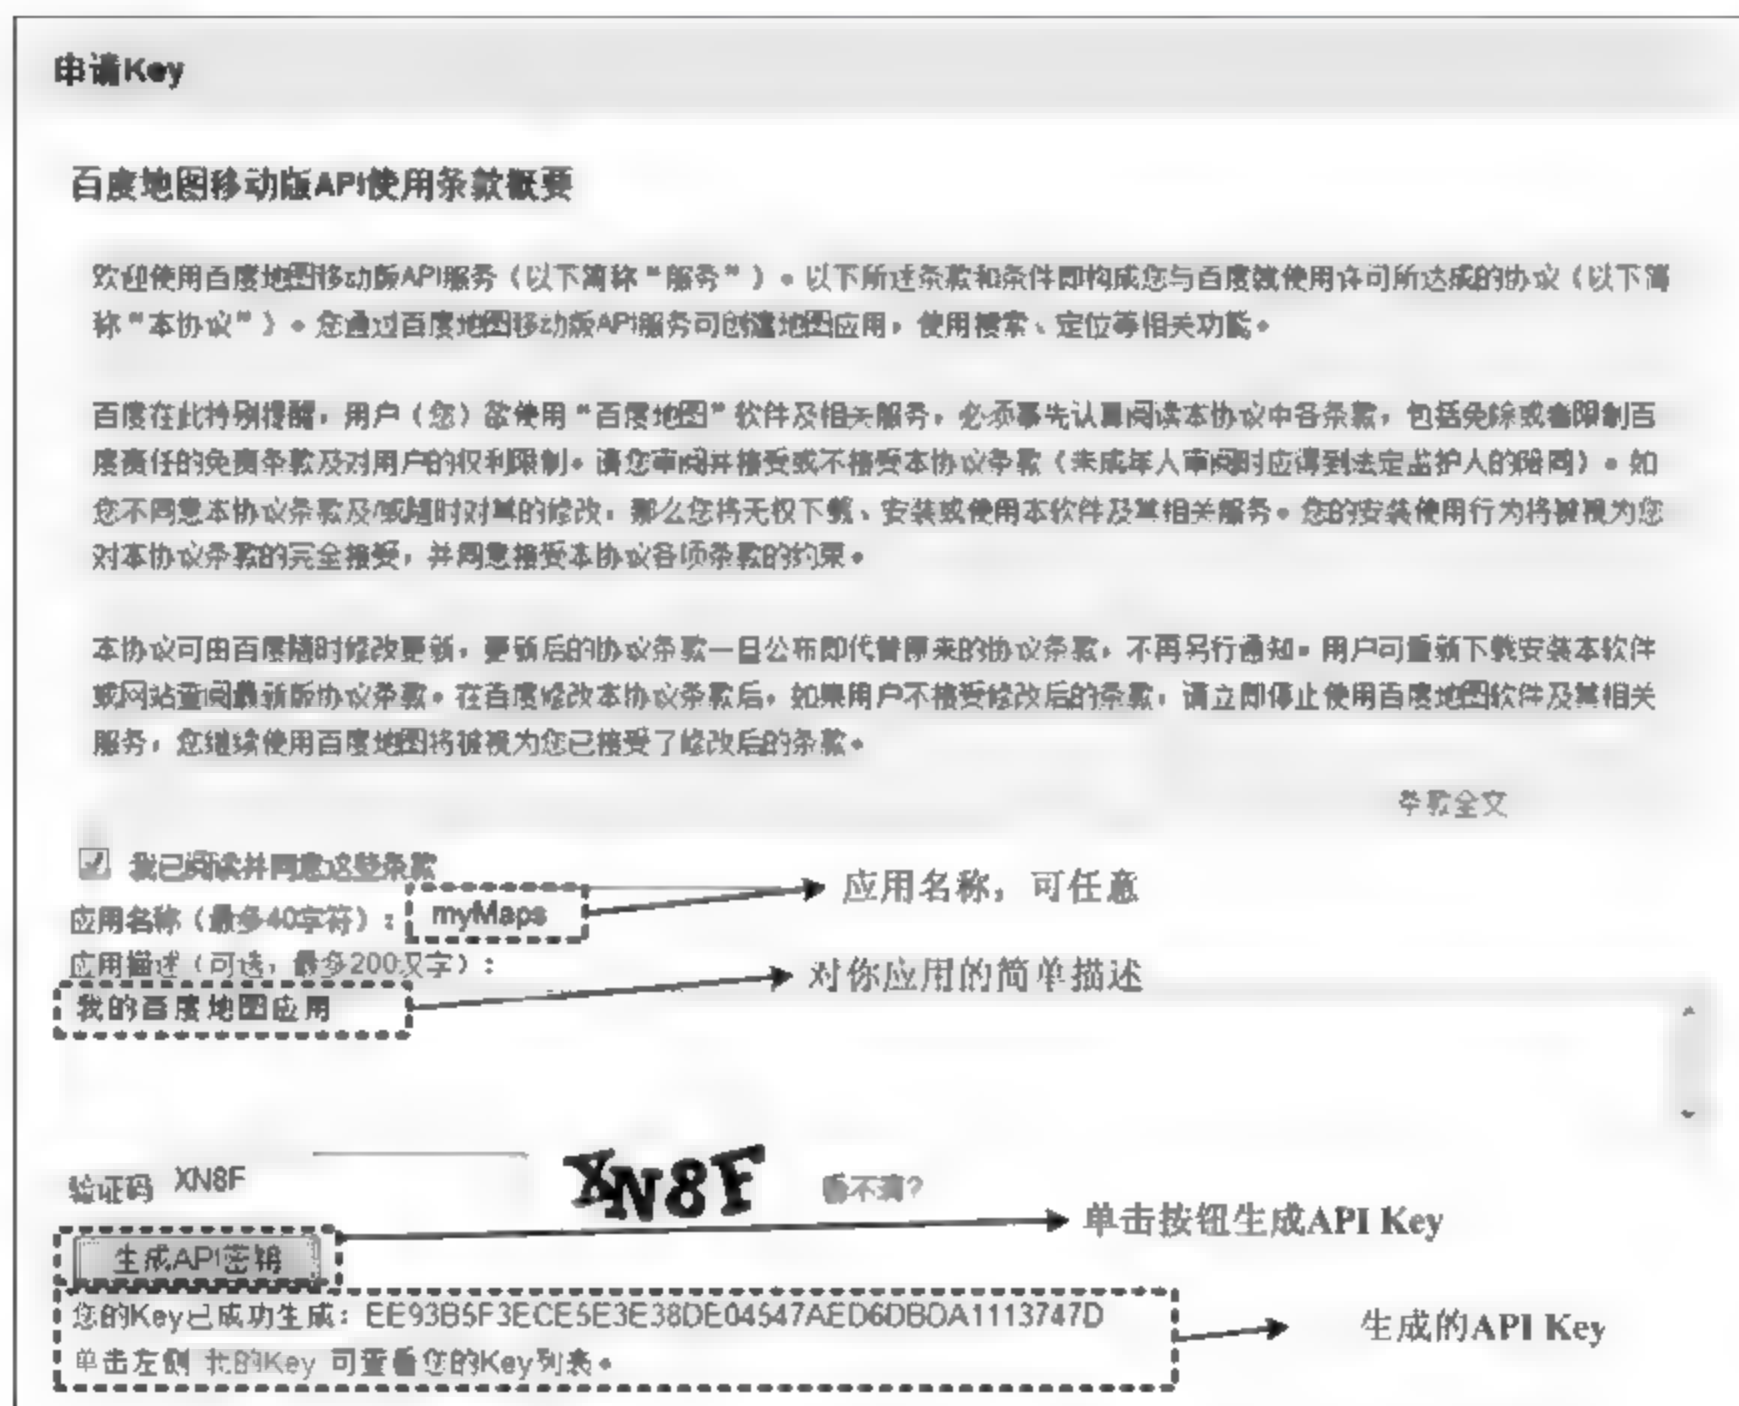 申请Key
百度地图移动版API使用条款概要
欢迎使用百度地图移动版API服务（以下简称“服务”）。以下所述条款和条件即构成您与百度就使用许可所达成的协议（以下简
称“本协议”）。您通过百度地图移动版API服务可创建地图应用，使用搜索、定位等相关功能。
百度在此特别提醒，用户（您）欲使用“百度地图”软件及相关服务，必须事先认真阅读本协议中各条款，包括免除或者限制百
度责任的免责条款及对用户的权利限制。请您审阅并接受或不接受本协议条款（未成年人审阅时应得到法定监护人的陪同）。如
您不同意本协议条款及/或随时对其的修改，那么您将无权下载、安装或使用本软件及其相关服务。您的安装使用行为将被视为您
对本协议条款的完全接受，并同意接受本协议各项条款的约束。
本协议可由百度随时修改更新，更新后的协议条款一旦公布即代替原来的协议条款，不再另行通知。用户可重新下载安装本软件
或网站查阅最新版协议条款。在百度修改本协议条款后，如果用户不接受修改后的条款，请立即停止使用百度地图软件及其相关
服务，您继续使用百度地图将被视为您已接受了修改后的条款。
条款全文
我已阅读并同意这些条款
应用名称，可任意
应用名称（最多40字符）： myMaps
应用描述（可选，最多200汉字）：
对你应用的简单描述
我的百度地图应用
验证码 XN8F XN8F 看不清？
单击按钮生成API Key
生成API密钥
您的Key已成功生成：EE93B5F3ECE5E3E38DE04547AED6DBDA1113747D
生成的API Key
单击左侧 我的Key 可查看您的Key列表。